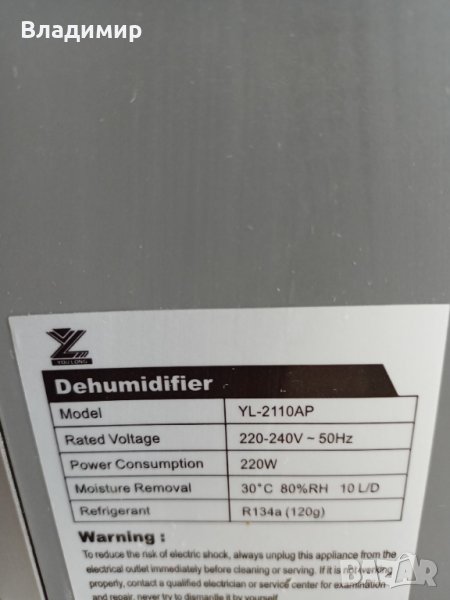 Владимир
YOULONG
Dehumidifier
Model YL-2110AP
Rated Voltage 220-240V ~ 50Hz
Power Consumption 220W
Moisture Removal 30°C 80%RH 10 L/D
Refrigerant R134a (120g)
Warning :
To reduce the risk of electric shock, always unplug this appliance from the
electrical outlet immediately before cleaning or serving. If it is not working
properly, contact a qualified electrician or service center for examination
and repair, never try to dismantle it by yourself
BAZAR